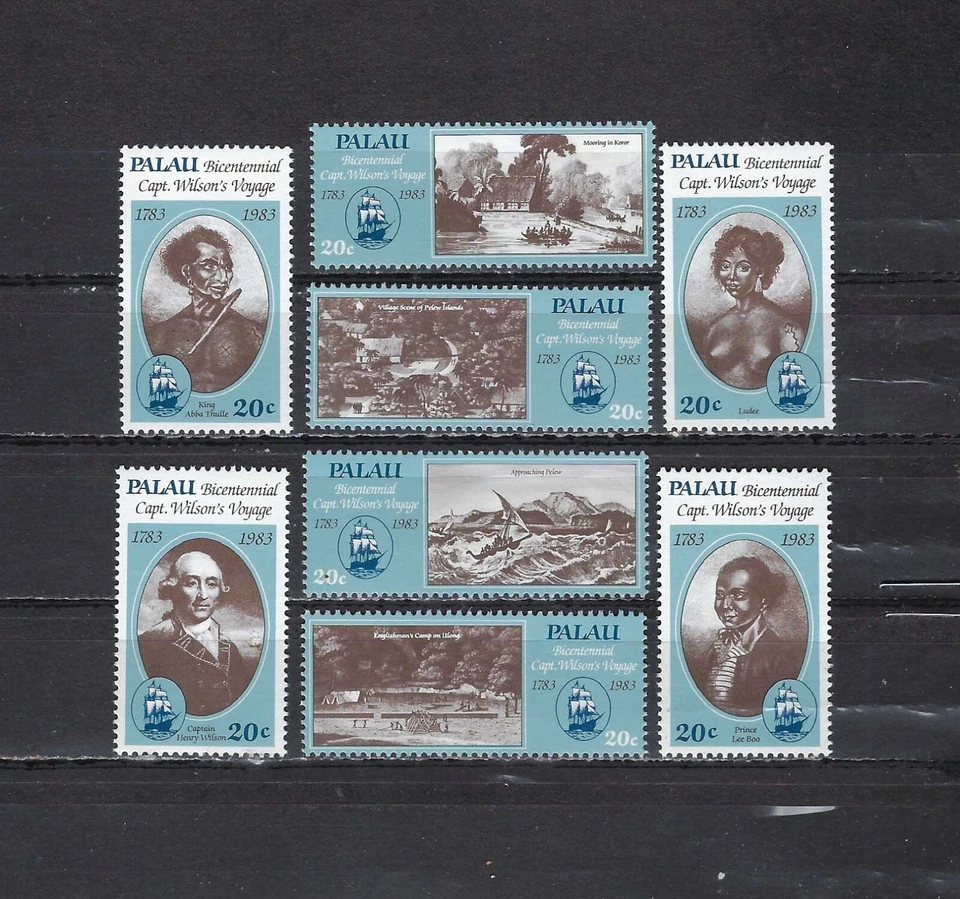 PALAU Bicentennial
Capt. Wilson's Voyage
1783 1983
King
Abba Thulle
20c
PALAU
Bicentennial
Capt. Wilson's Voyage
1783 1983
20c
Mooring in Koror
PALAU Bicentennial
Capt. Wilson's Voyage
1783 1983
20c
Ludee
Village Scene of Pelew Islands
PALAU
Bicentennial
Capt. Wilson's Voyage
1783 1983
20c
PALAU Bicentennial
Capt. Wilson's Voyage
1783 1983
Captain
Henry Wilson
20c
PALAU
Bicentennial
Capt. Wilson's Voyage
1783 1983
20c
Approaching Pelew
PALAU Bicentennial
Capt. Wilson's Voyage
1783 1983
20c
Prince
Lee Boo
Englishman's Camp on Ulong
PALAU
Bicentennial
Capt. Wilson's Voyage
1783 1983
20c